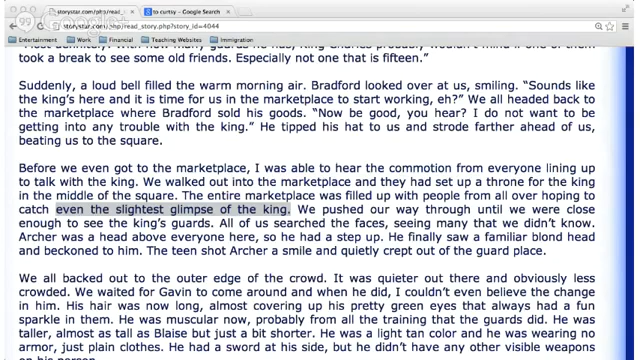 Google+
storystar.com/php/read_
to curtsy - Google Search
storystar.com/php/read_story.php?story_id=4044
Entertainment Work Financial Teaching Websites Immigration
took a break to see some old friends. Especially not one that is fifteen.”
Suddenly, a loud bell filled the warm morning air. Bradford looked over at us, smiling. “Sounds like
the king’s here and it is time for us in the marketplace to start working, eh?” We all headed back to
the marketplace where Bradford sold his goods. “Now be good, you hear? I do not want to be
getting into any trouble with the king.” He tipped his hat to us and strode farther ahead of us,
beating us to the square.
Before we even got to the marketplace, I was able to hear the commotion from everyone lining up
to talk with the king. We walked out into the marketplace and they had set up a throne for the king
in the middle of the square. The entire marketplace was filled up with people from all over hoping to
catch even the slightest glimpse of the king. We pushed our way through until we were close
enough to see the king’s guards. All of us searched the faces, seeing many that we didn’t know.
Archer was a head above everyone here, so he had a step up. He finally saw a familiar blond head
and beckoned to him. The teen shot Archer a smile and quietly crept out of the guard place.
We all backed out to the outer edge of the crowd. It was quieter out there and obviously less
crowded. We waited for Gavin to come around and when he did, I couldn’t even believe the change
in him. His hair was now long, almost covering up his pretty green eyes that always had a fun
sparkle in them. He was muscular now, probably from all the training that the guards did. He was
taller, almost as tall as Blaise but just a bit shorter. He was a light tan color and he was wearing no
armor, just plain clothes. He had a sword at his side, but he didn’t have any other visible weapons